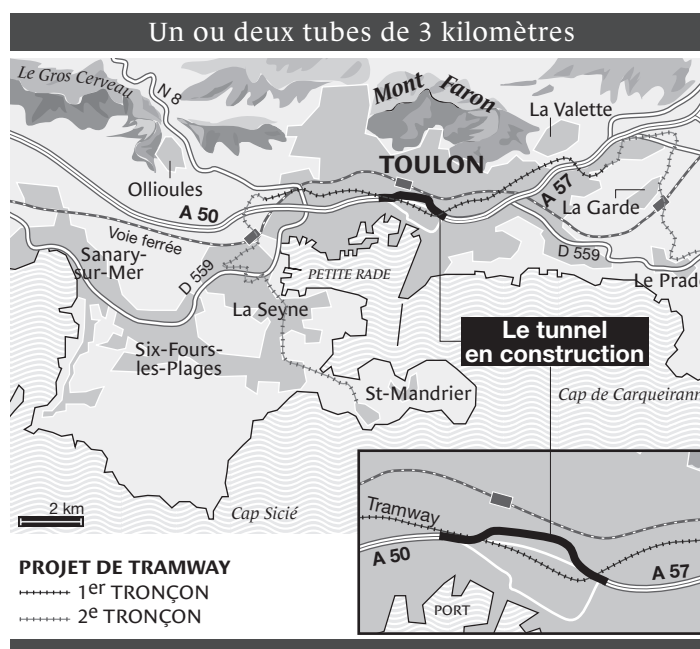 Un ou deux tubes de 3 kilomètres
Le Gros Cerveau
N 8
Mont Faron
La Valette
TOULON
Ollioules
A 50
A 57
La Garde
Voie ferrée
Sanary-
sur-Mer
D 559
PETITE RADE
D 559
Le Prad
La Seyne
Le tunnel
en construction
Six-Fours-
les-Plages
St-Mandrier
Cap de Carqueirann
2 km
Cap Sicié
Tramway
A 50
A 57
PORT
PROJET DE TRAMWAY
1er TRONÇON
2e TRONÇON